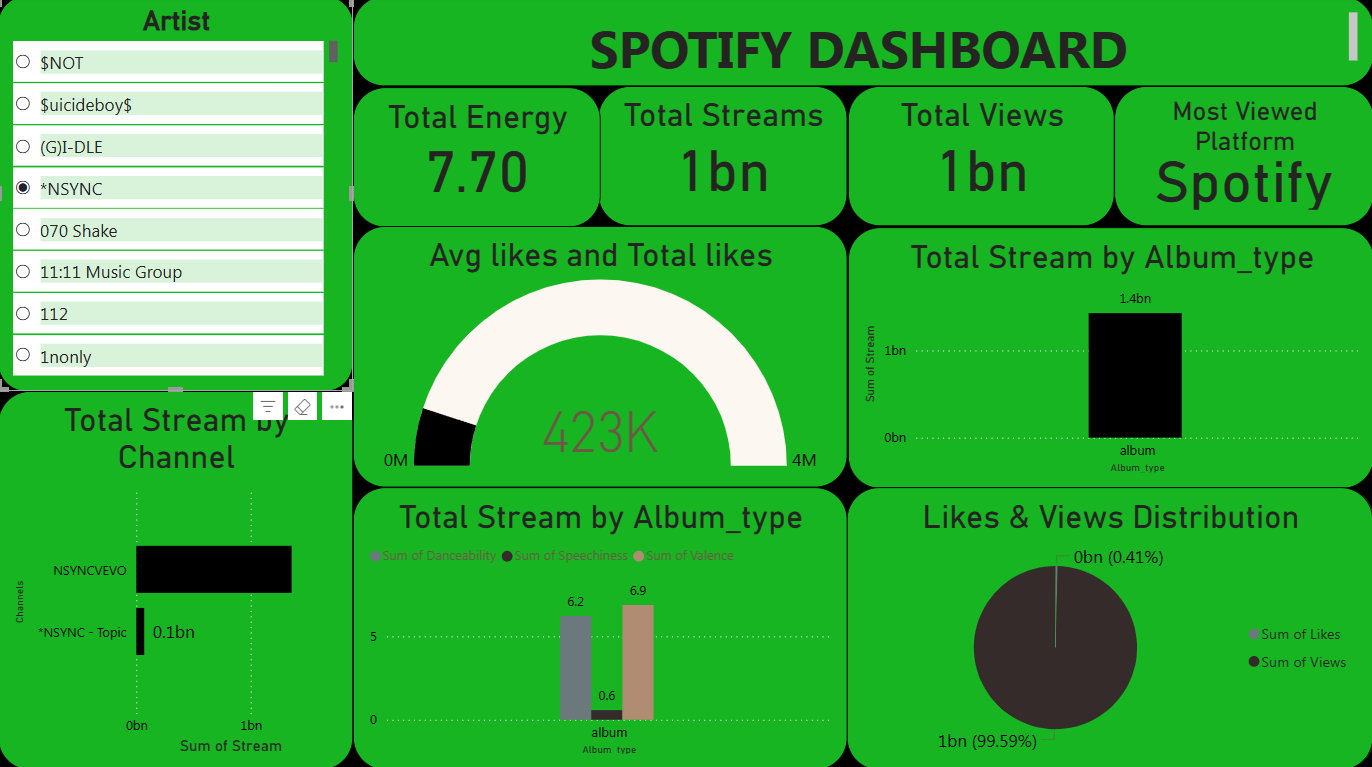 Artist
$NOT
$uicideboy$
(G)I-DLE
*NSYNC
070 Shake
11:11 Music Group
112
1nonly
SPOTIFY DASHBOARD
Total Energy
7.70
Total Streams
1bn
Total Views
1bn
Most Viewed
Platform
Spotify
Avg likes and Total likes
423K
0M
4M
Total Stream by Album_type
1.4bn
Sum of Stream
1bn
0bn
album
Album_type
Total Stream by
Channel
Channels
NSYNCVEVO
*NSYNC - Topic
0.1bn
0bn
1bn
Sum of Stream
Total Stream by Album_type
Sum of Danceability
Sum of Speechiness
Sum of Valence
6.2
0.6
6.9
5
0
album
Album_type
Likes & Views Distribution
0bn (0.41%)
1bn (99.59%)
Sum of Likes
Sum of Views